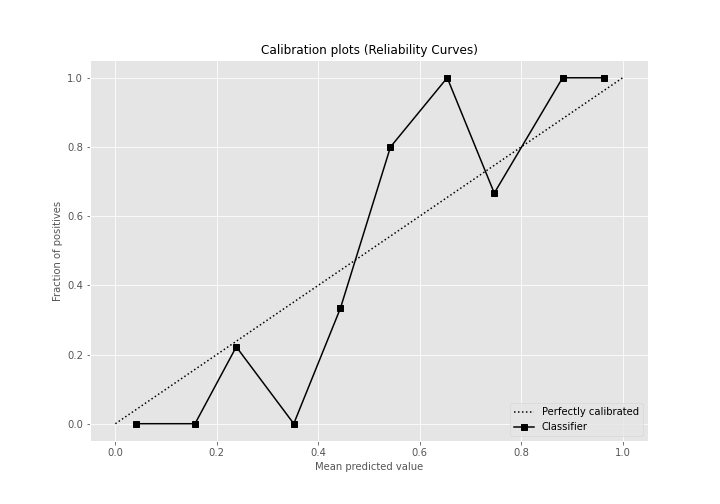 Calibration plots (Reliability Curves)
1.0
0.8
0.6
0.4
0.2
0.0
Fraction of positives
0.0 0.2 0.4 0.6 0.8 1.0
Mean predicted value
Perfectly calibrated
Classifier